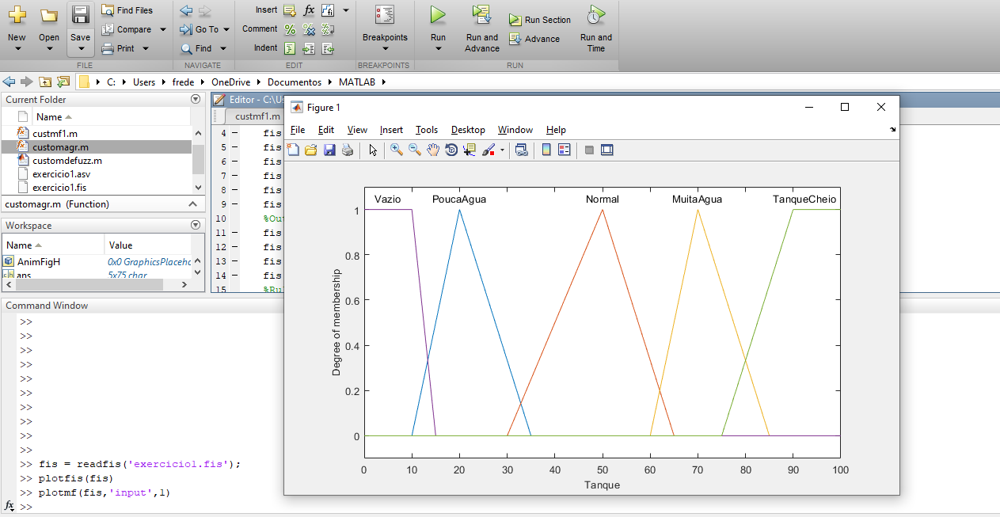 New
Open
Save
Find Files
Compare
Print
FILE
Go To
Find
NAVIGATE
Insert
fx
Comment
Indent
EDIT
Breakpoints
BREAKPOINTS
Run
Run and Advance
Run Section
Advance
Run and Time
RUN
C: Users frede OneDrive Documentos MATLAB
Current Folder
Name
custmf1.m
customagr.m
customdefuzz.m
exercicio1.asv
exercicio1.fis
customagr.m (Function)
Workspace
Name Value
AnimFigH 0x0 GraphicsPlaceho
ans 5x75 char
Editor - C:\Us
custmf1.m
4 - fis
5 - fis
6 - fis
7 - fis
8 - fis
9 - fis
10 %Out
11 - fis
12 - fis
13 - fis
14 - fis
15 %Ru
Figure 1
File Edit View Insert Tools Desktop Window Help
Vazio PoucaAgua Normal MuitaAgua TanqueCheio
1
0.8
0.6
0.4
0.2
0
Degree of membership
0 10 20 30 40 50 60 70 80 90 100
Tanque
Command Window
>>
>>
>>
>>
>>
>>
>>
>>
>>
>>
>> fis = readfis('exercicio1.fis');
>> plotfis(fis)
>> plotmf(fis,'input',1)
fx >>